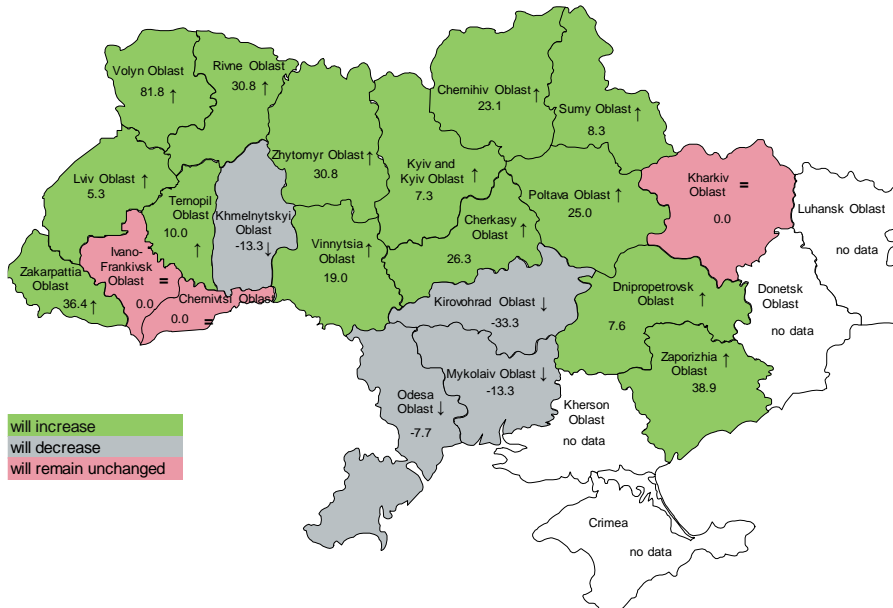 Volyn Oblast
81.8 ↑
Rivne Oblast
30.8 ↑
Chernihiv Oblast ↑
23.1
Sumy Oblast ↑
8.3
Zhytomyr Oblast ↑
30.8
Kyiv and
Kyiv Oblast ↑
7.3
Lviv Oblast ↑
5.3
Ternopil
Oblast
10.0
↑
Khmelnytskyi
Oblast
-13.3 ↓
Poltava Oblast ↑
25.0
Kharkiv
Oblast =
0.0
Luhansk Oblast
no data
Cherkasy
Oblast ↑
26.3
Vinnytsia ↑
Oblast
19.0
Ivano-
Frankivsk
Oblast =
0.0
Zakarpattia
Oblast
36.4 ↑
Chernivtsi Oblast
0.0 =
Kirovohrad Oblast ↓
-33.3
Dnipropetrovsk
Oblast ↑
7.6
Donetsk
Oblast
no data
Zaporizhia ↑
Oblast
38.9
Mykolaiv Oblast ↓
-13.3
Odesa
Oblast ↓
-7.7
Kherson
Oblast
no data
will increase
will decrease
will remain unchanged
Crimea
no data